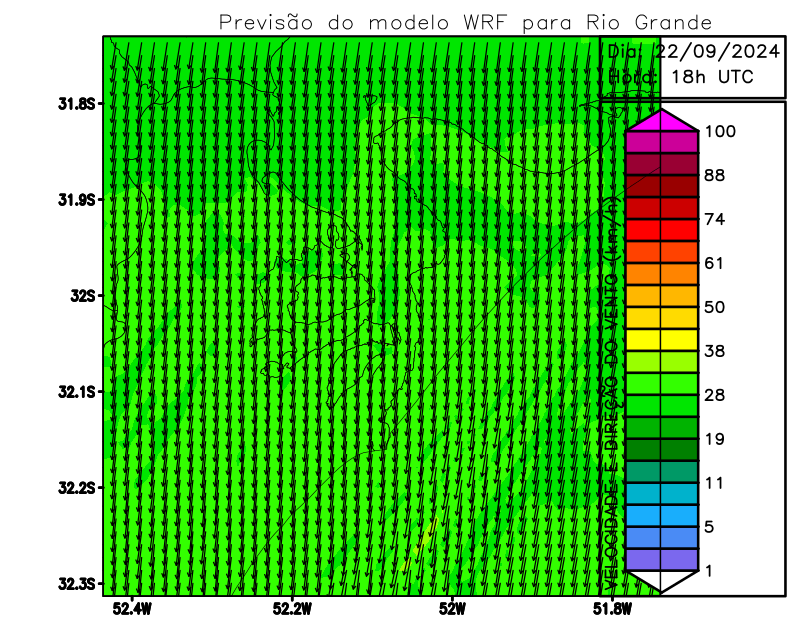 Previsão do modelo WRF para Rio Grande
Dia: 22/09/2024
Hora: 18h UTC
31.8S
31.9S
32S
32.1S
32.2S
32.3S
52.4W
52.2W
52W
51.8W
VELOCIDADE E DIREÇÃO DO VENTO (km/h)
100
88
74
61
50
38
28
19
11
5
1